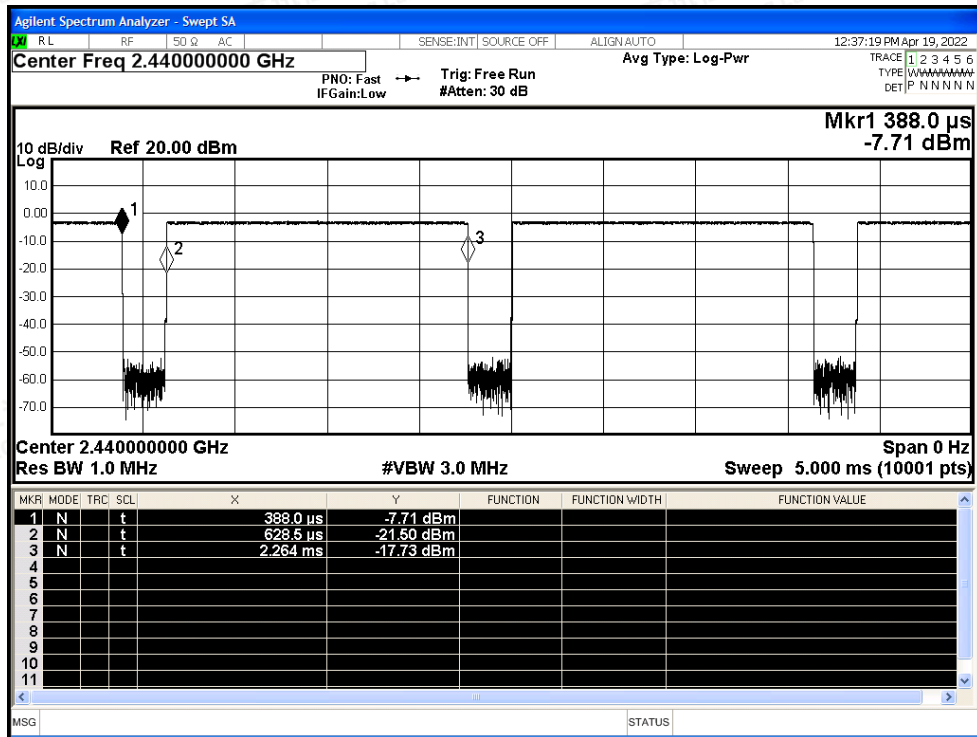 Agilent Spectrum Analyzer - Swept SA
LXI RL RF 50 Ω AC SENSE:INT SOURCE OFF ALIGN AUTO 12:37:19 PM Apr 19, 2022
Center Freq 2.440000000 GHz Avg Type: Log-Pwr TRACE 1 2 3 4 5 6
PNO: Fast Trig: Free Run TYPE WWWWWW
IFGain:Low #Atten: 30 dB DET P N N N N N
Mkr1 388.0 µs
10 dB/div Ref 20.00 dBm -7.71 dBm
Log
10.0
0.00 1
-10.0 2 3
-20.0
-30.0
-40.0
-50.0
-60.0
-70.0
Center 2.440000000 GHz Span 0 Hz
Res BW 1.0 MHz #VBW 3.0 MHz Sweep 5.000 ms (10001 pts)
MKR MODE TRC SCL X Y FUNCTION FUNCTION WIDTH FUNCTION VALUE
1 N t 388.0 µs -7.71 dBm
2 N t 628.5 µs -21.50 dBm
3 N t 2.264 ms -17.73 dBm
4
5
6
7
8
9
10
11
MSG STATUS